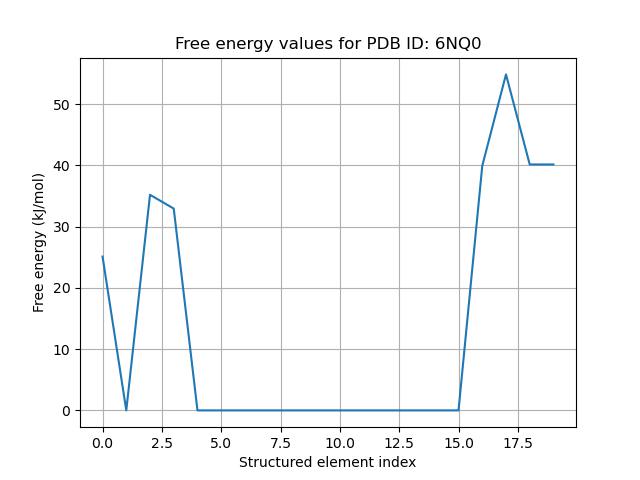 Free energy values for PDB ID: 6NQ0
Free energy (kJ/mol)
50
40
30
20
10
0
0.0 2.5 5.0 7.5 10.0 12.5 15.0 17.5
Structured element index